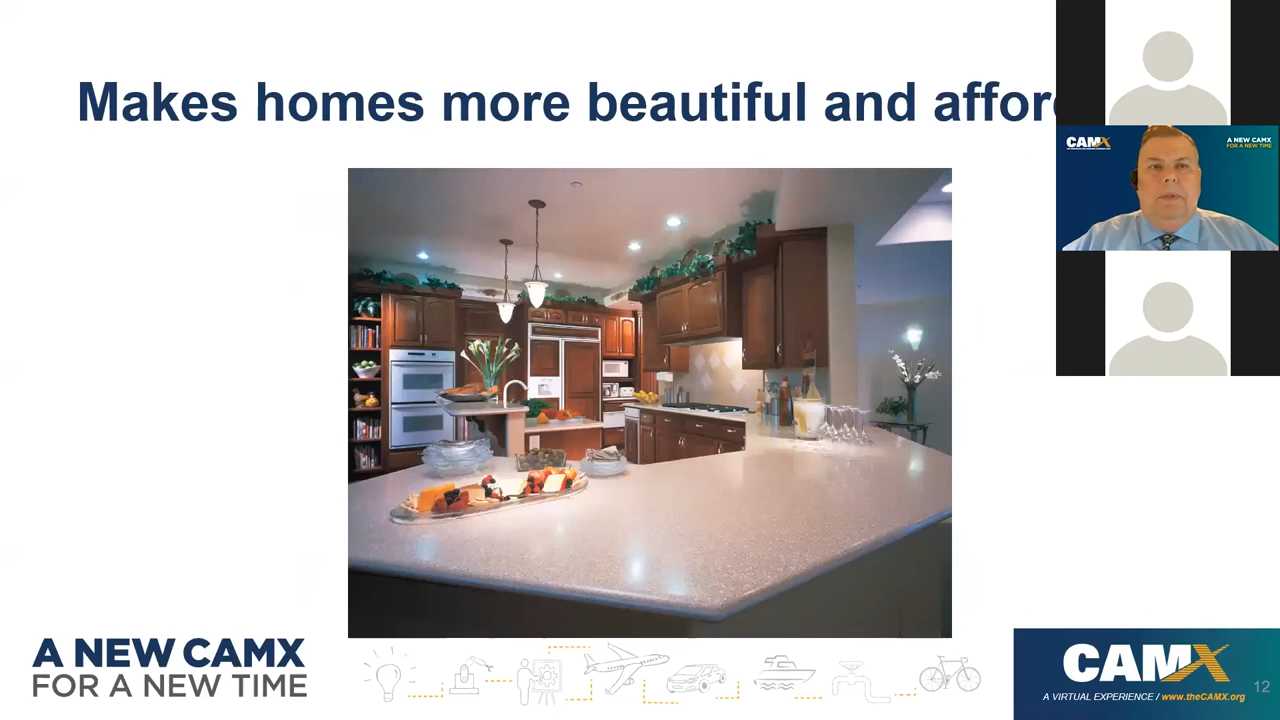 Makes homes more beautiful and affor
CAMX
A NEW CAMX
FOR A NEW TIME
A NEW CAMX
FOR A NEW TIME
CAMX
A VIRTUAL EXPERIENCE / www.theCAMX.org
12